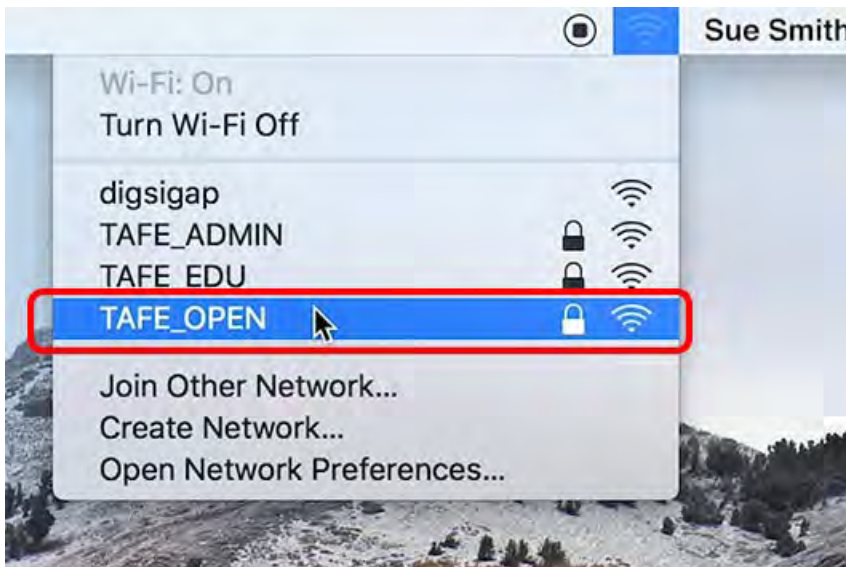 Sue Smith
Wi-Fi: On
Turn Wi-Fi Off
digsigap
TAFE_ADMIN
TAFE_EDU
TAFE_OPEN
Join Other Network...
Create Network...
Open Network Preferences...